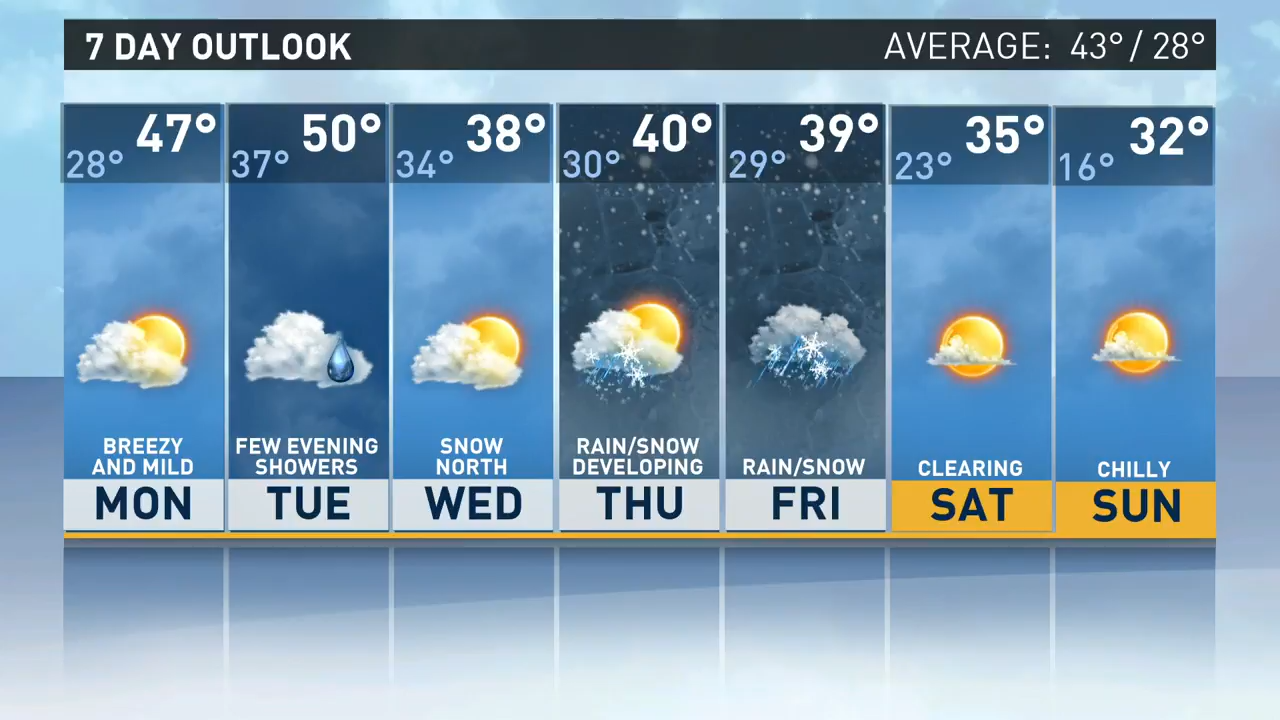 7 DAY OUTLOOK
AVERAGE: 43° / 28°
47°
28°
BREEZY
AND MILD
MON
50°
37°
FEW EVENING
SHOWERS
TUE
38°
34°
SNOW
NORTH
WED
40°
30°
RAIN/SNOW
DEVELOPING
THU
39°
29°
RAIN/SNOW
FRI
35°
23°
CLEARING
SAT
32°
16°
CHILLY
SUN